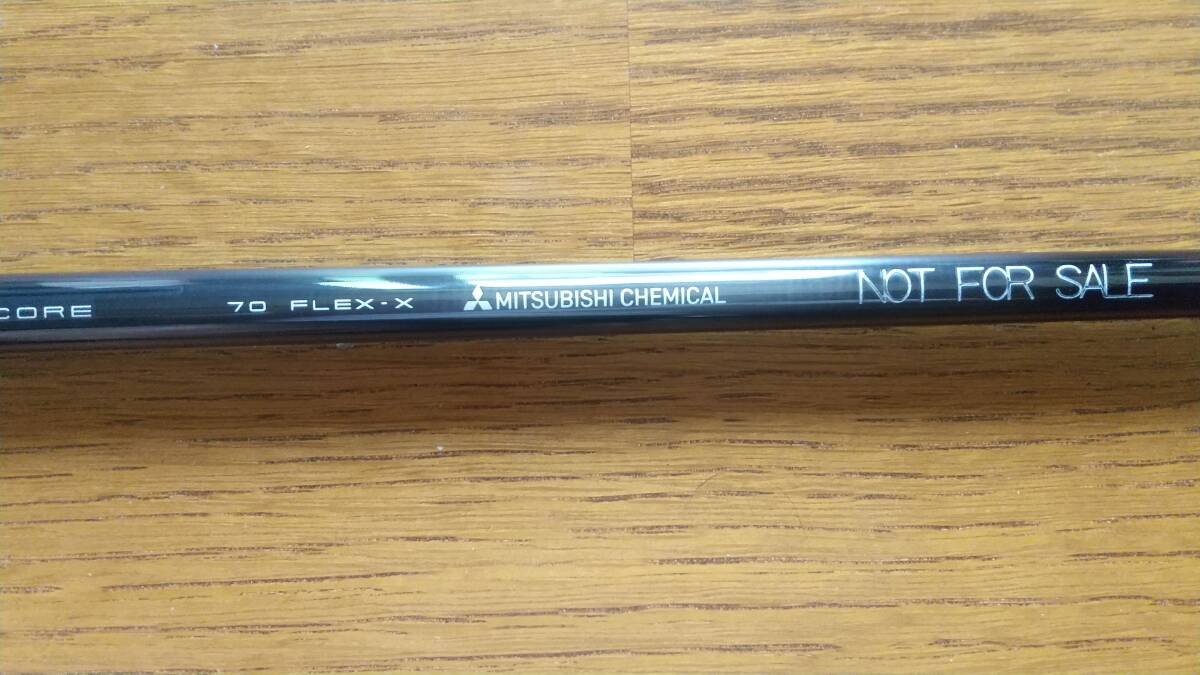 CORE 70 FLEX-X MITSUBISHI CHEMICAL NOT FOR SALE